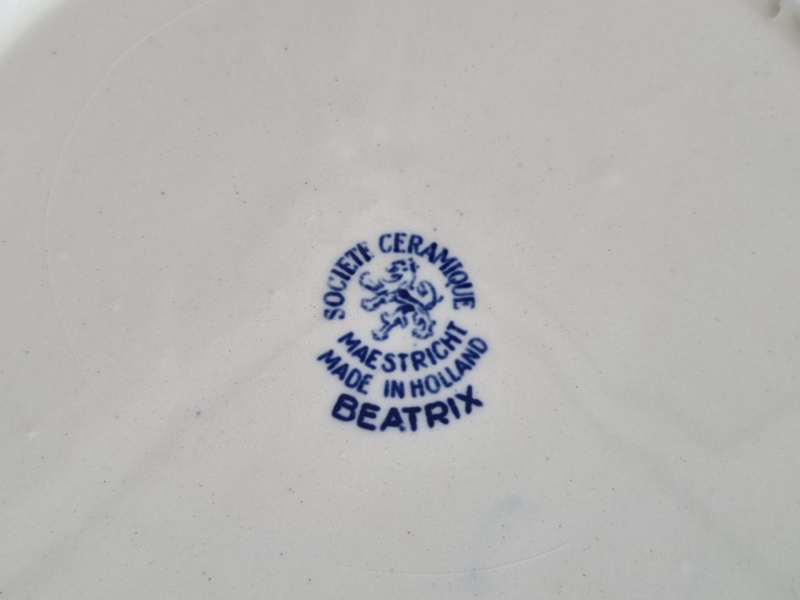 SOCIETE CERAMIQUE
MAESTRICHT
MADE IN HOLLAND
BEATRIX